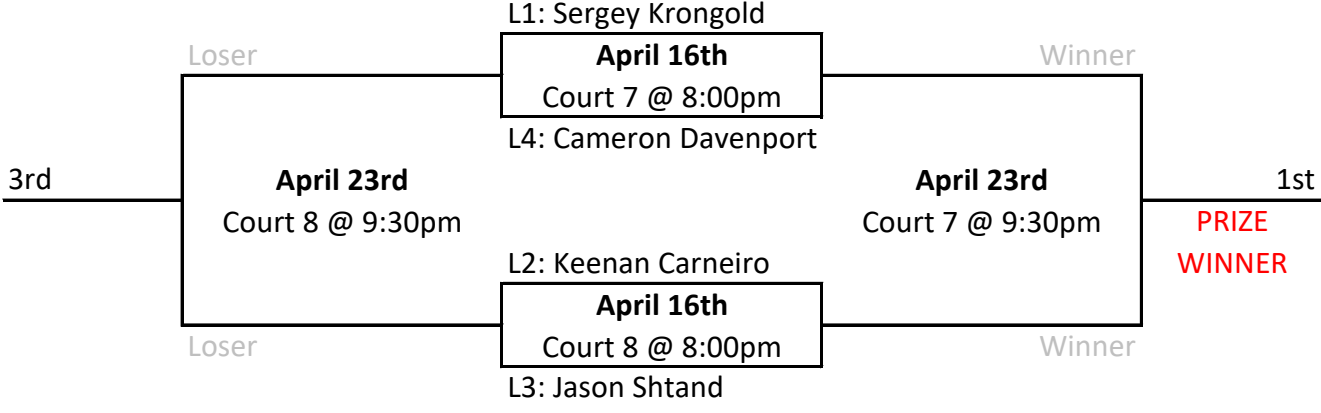 L1: Sergey Krongold
Loser
April 16th
Winner
Court 7 @ 8:00pm
L4: Cameron Davenport
3rd
April 23rd
April 23rd
1st
Court 8 @ 9:30pm
Court 7 @ 9:30pm
PRIZE
WINNER
L2: Keenan Carneiro
April 16th
Loser
Court 8 @ 8:00pm
Winner
L3: Jason Shtand